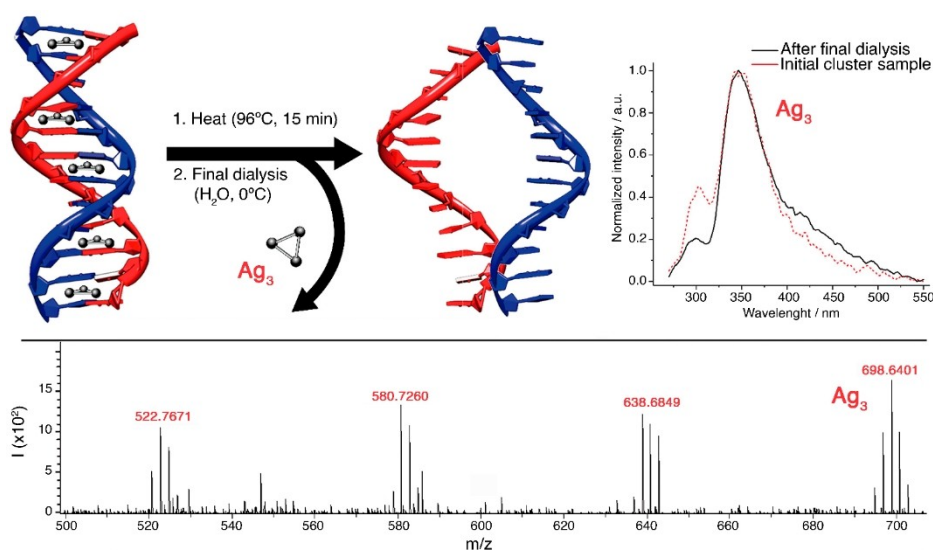 1. Heat (96ºC, 15 min)
2. Final dialysis
(H₂O, 0ºC)
Ag₃
After final dialysis
Initial cluster sample
Ag₃
Normalized intensity / a.u.
1.0
0.8
0.6
0.4
0.2
0.0
300 350 400 450 500 550
Wavelenght / nm
I (x10²)
15
10
5
0
522.7671
580.7260
638.6849
698.6401
Ag₃
500 520 540 560 580 600 620 640 660 680 700
m/z